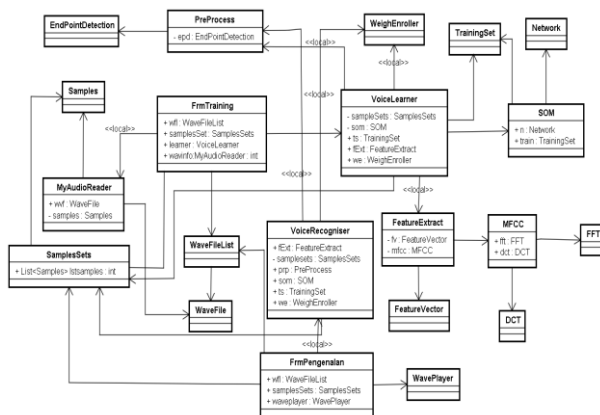 EndPointDetection
PreProcess
- epd : EndPointDetection
WeighEnroller
TrainingSet
Network
<<local>>
<<local>>
<<local>>
Samples
FrmTraining
+ wfl : WaveFileList
+ samplesSet : SamplesSets
+ learner : VoiceLearner
+ wavinfo:MyAudioReader : int
<<local>>
VoiceLearner
- sampleSets : SamplesSets
- som : SOM
+ ts : TrainingSet
+ fExt : FeatureExtract
+ we : WeighEnroller
SOM
+ n : Network
+ train : TrainingSet
MyAudioReader
+ wvf : WaveFile
- samples : Samples
<<local>>
VoiceRecogniser
+ fExt : FeatureExtract
- samplesets : SamplesSets
+ prp : PreProcess
+ som : SOM
+ ts : TrainingSet
+ we : WeighEnroller
FeatureExtract
- fv : FeatureVector
- mfcc : MFCC
MFCC
+ fft : FFT
+ dct : DCT
FFT
SamplesSets
+ List<Samples> lstsamples : int
WaveFileList
WaveFile
FeatureVector
DCT
<<local>>
FrmPengenalan
+ wfl : WaveFileList
+ samplesSets : SamplesSets
+ waveplayer : WavePlayer
WavePlayer